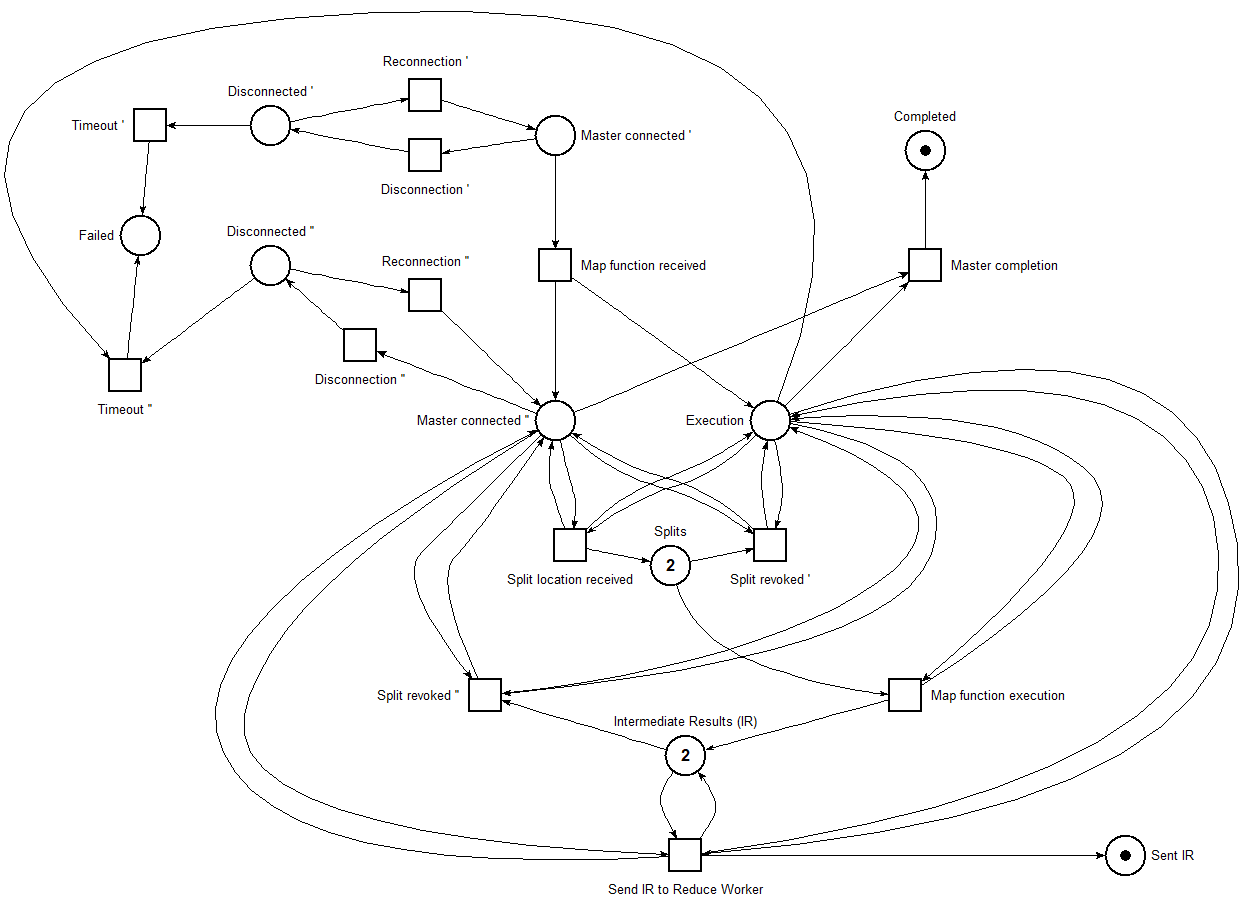 Reconnection '
Disconnected '
Timeout '
Master connected '
Completed
Disconnection '
Failed
Disconnected "
Reconnection "
Map function received
Master completion
Disconnection "
Timeout "
Master connected "
Execution
Splits
2
Split location received
Split revoked '
Split revoked "
Map function execution
Intermediate Results (IR)
2
Sent IR
Send IR to Reduce Worker